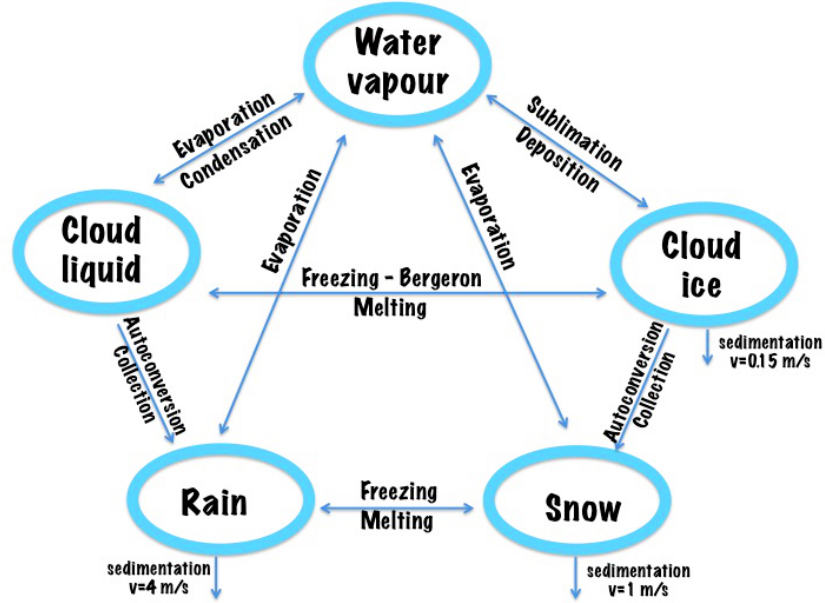 Water
vapour
Evaporation
Condensation
Sublimation
Deposition
Evaporation
Evaporation
Cloud
liquid
Cloud
ice
Freezing - Bergeron
Melting
Autoconversion
Collection
Autoconversion
Collection
sedimentation
v=0.15 m/s
Rain
Freezing
Melting
Snow
sedimentation
v=4 m/s
sedimentation
v=1 m/s